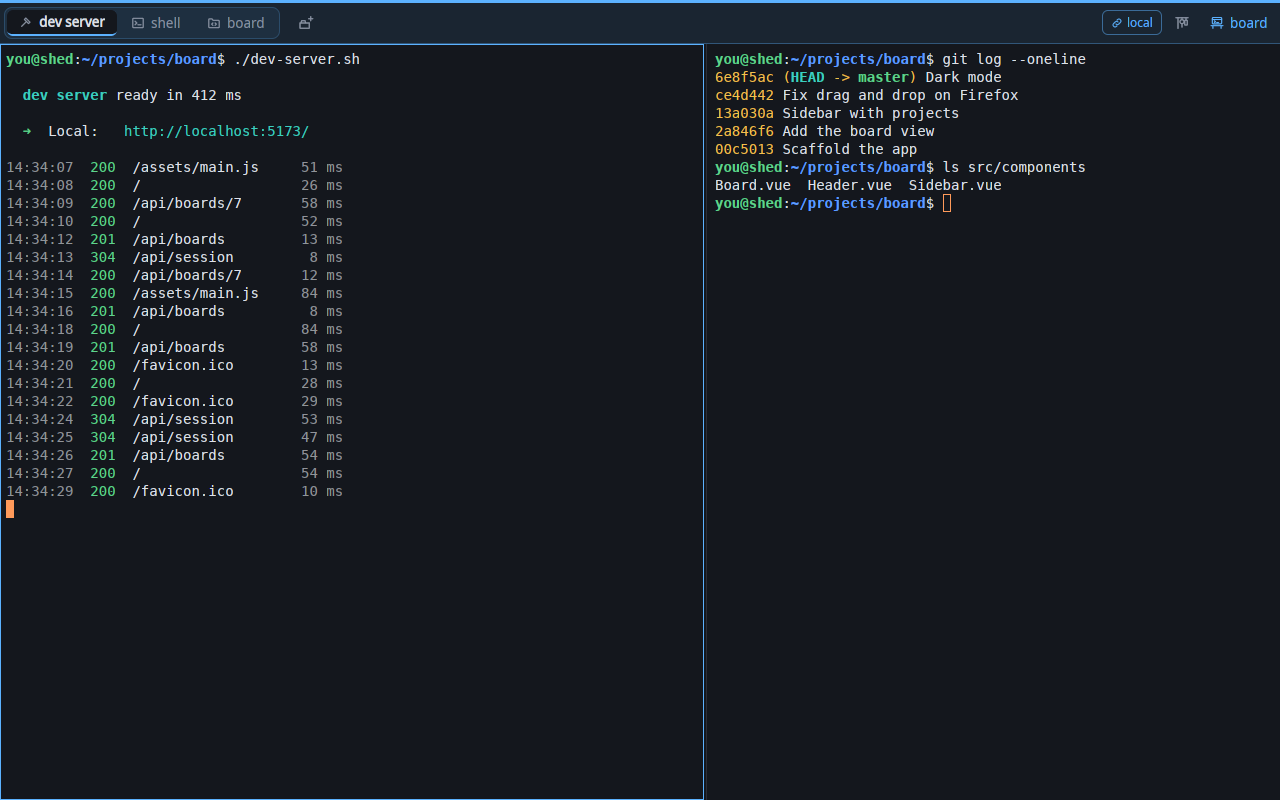 dev server shell board local board
you@shed:~/projects/board$ ./dev-server.sh
dev server ready in 412 ms
➜ Local: http://localhost:5173/
14:34:07 200 /assets/main.js 51 ms
14:34:08 200 / 26 ms
14:34:09 200 /api/boards/7 58 ms
14:34:10 200 / 52 ms
14:34:12 201 /api/boards 13 ms
14:34:13 304 /api/session 8 ms
14:34:14 200 /api/boards/7 12 ms
14:34:15 200 /assets/main.js 84 ms
14:34:16 201 /api/boards 8 ms
14:34:18 200 / 84 ms
14:34:19 201 /api/boards 58 ms
14:34:20 200 /favicon.ico 13 ms
14:34:21 200 / 28 ms
14:34:22 200 /favicon.ico 29 ms
14:34:24 304 /api/session 53 ms
14:34:25 304 /api/session 47 ms
14:34:26 201 /api/boards 54 ms
14:34:27 200 / 54 ms
14:34:29 200 /favicon.ico 10 ms
you@shed:~/projects/board$ git log --oneline
6e8f5ac (HEAD -> master) Dark mode
ce4d442 Fix drag and drop on Firefox
13a030a Sidebar with projects
2a846f6 Add the board view
00c5013 Scaffold the app
you@shed:~/projects/board$ ls src/components
Board.vue Header.vue Sidebar.vue
you@shed:~/projects/board$